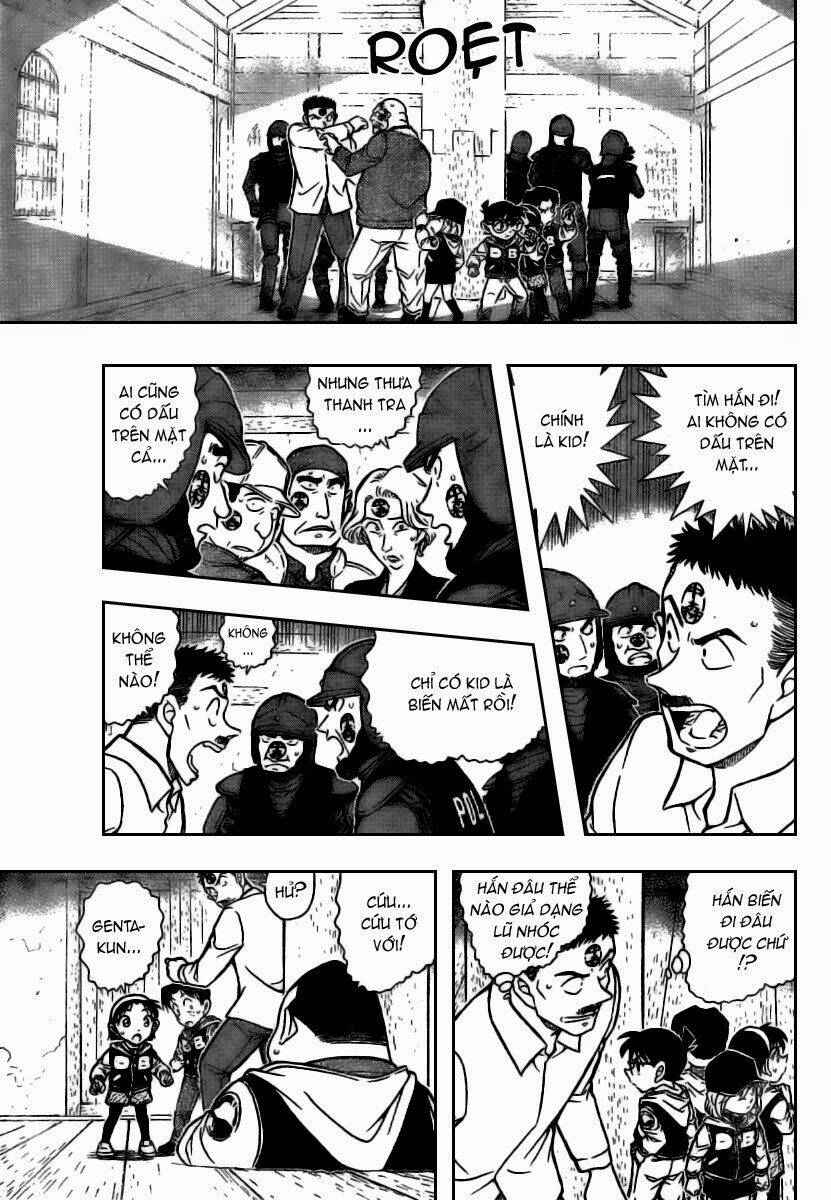 ROẸT
TÌM HẮN ĐI!
AI KHÔNG CÓ
DẤU TRÊN
MẶT...
CHÍNH
LÀ KID!
NHƯNG THƯA
THANH TRA
...
AI CŨNG
CÓ DẤU
TRÊN MẶT
CẢ...
CHỈ CÓ KID LÀ
BIẾN MẤT RỒI!
KHÔNG
...
KHÔNG
THỂ
NÀO!
POL
HẮN BIẾN
ĐI ĐÂU
ĐƯỢC CHỨ
!?
HẮN ĐÂU THỂ
NÀO GIẢ DẠNG
LŨ NHÓC
ĐƯỢC!
CỨU...
CỨU TỚ
VỚI!
HỬ?
GENTA-
KUN...
DB
B
DB
DB